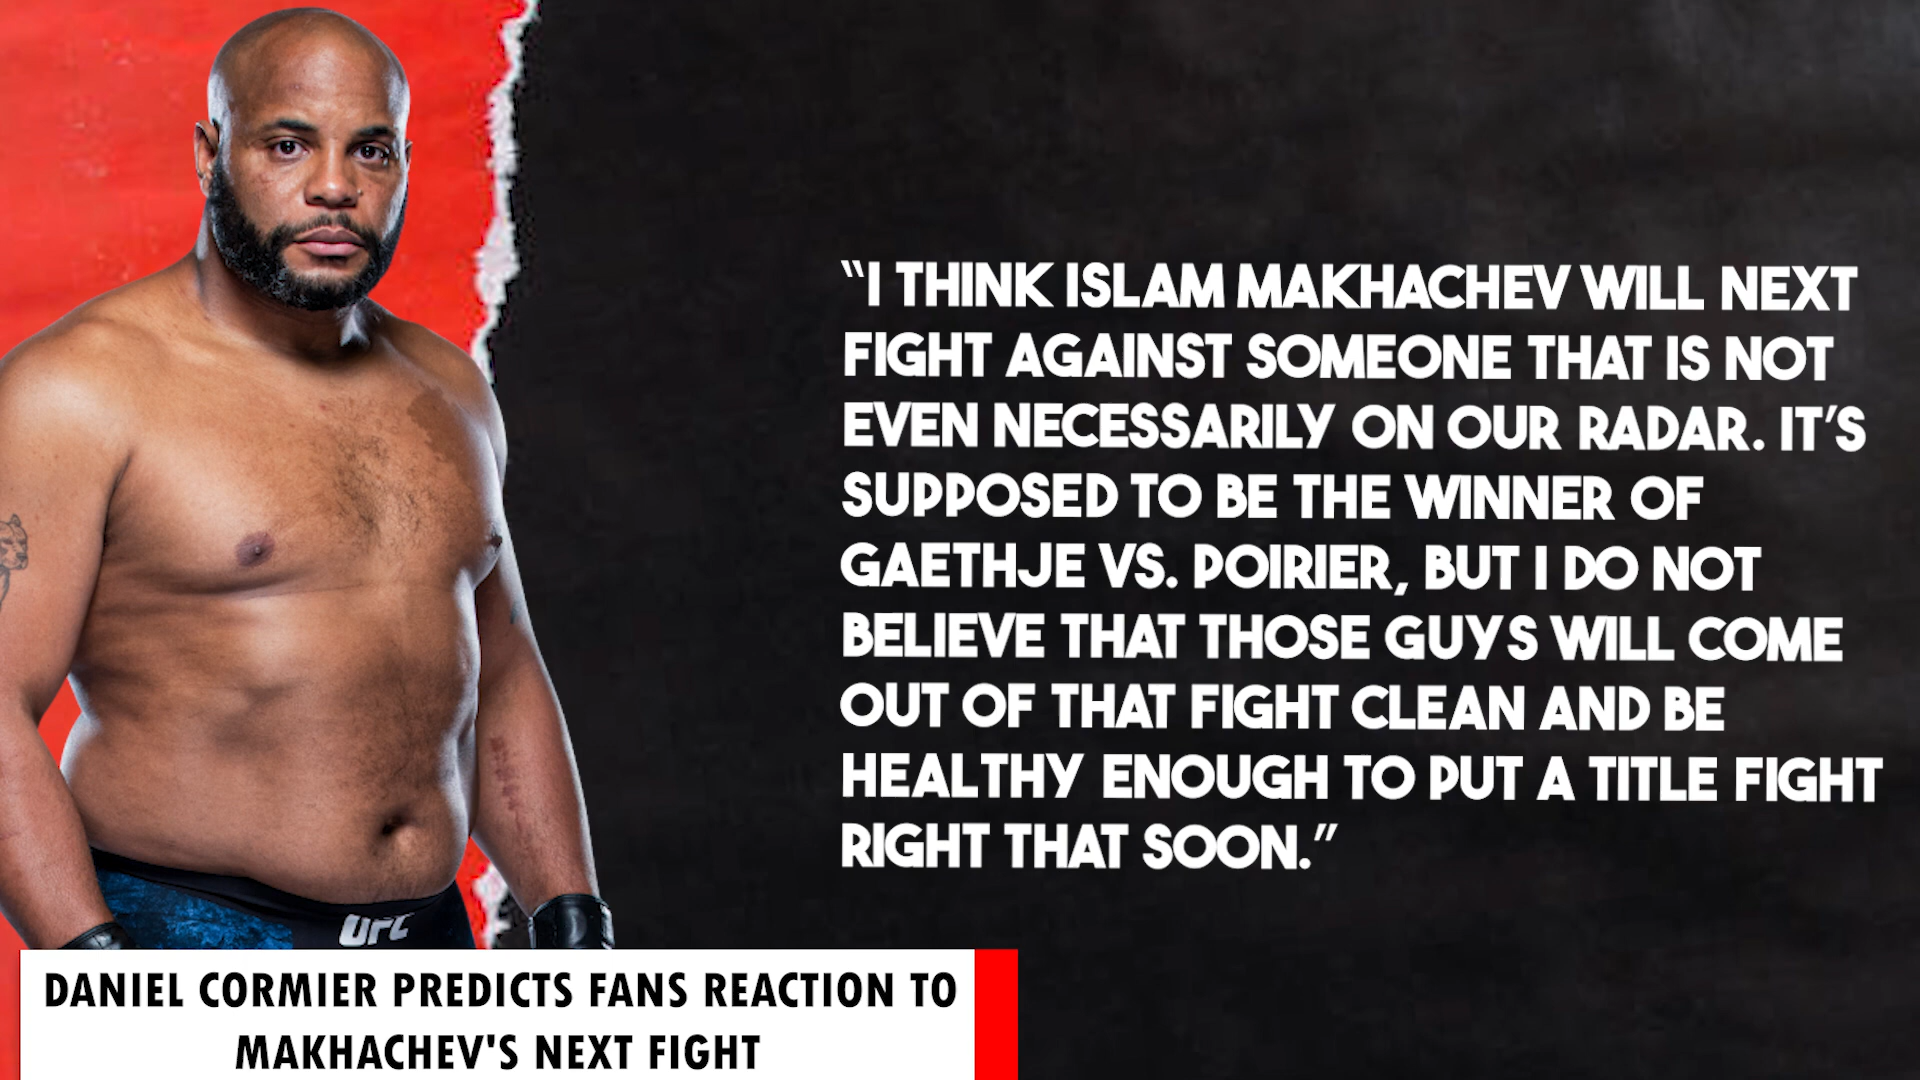 “I THINK ISLAM MAKHACHEV WILL NEXT
FIGHT AGAINST SOMEONE THAT IS NOT
EVEN NECESSARILY ON OUR RADAR. IT’S
SUPPOSED TO BE THE WINNER OF
GAETHJE VS. POIRIER, BUT I DO NOT
BELIEVE THAT THOSE GUYS WILL COME
OUT OF THAT FIGHT CLEAN AND BE
HEALTHY ENOUGH TO PUT A TITLE FIGHT
RIGHT THAT SOON.”
UFC
DANIEL CORMIER PREDICTS FANS REACTION TO
MAKHACHEV'S NEXT FIGHT